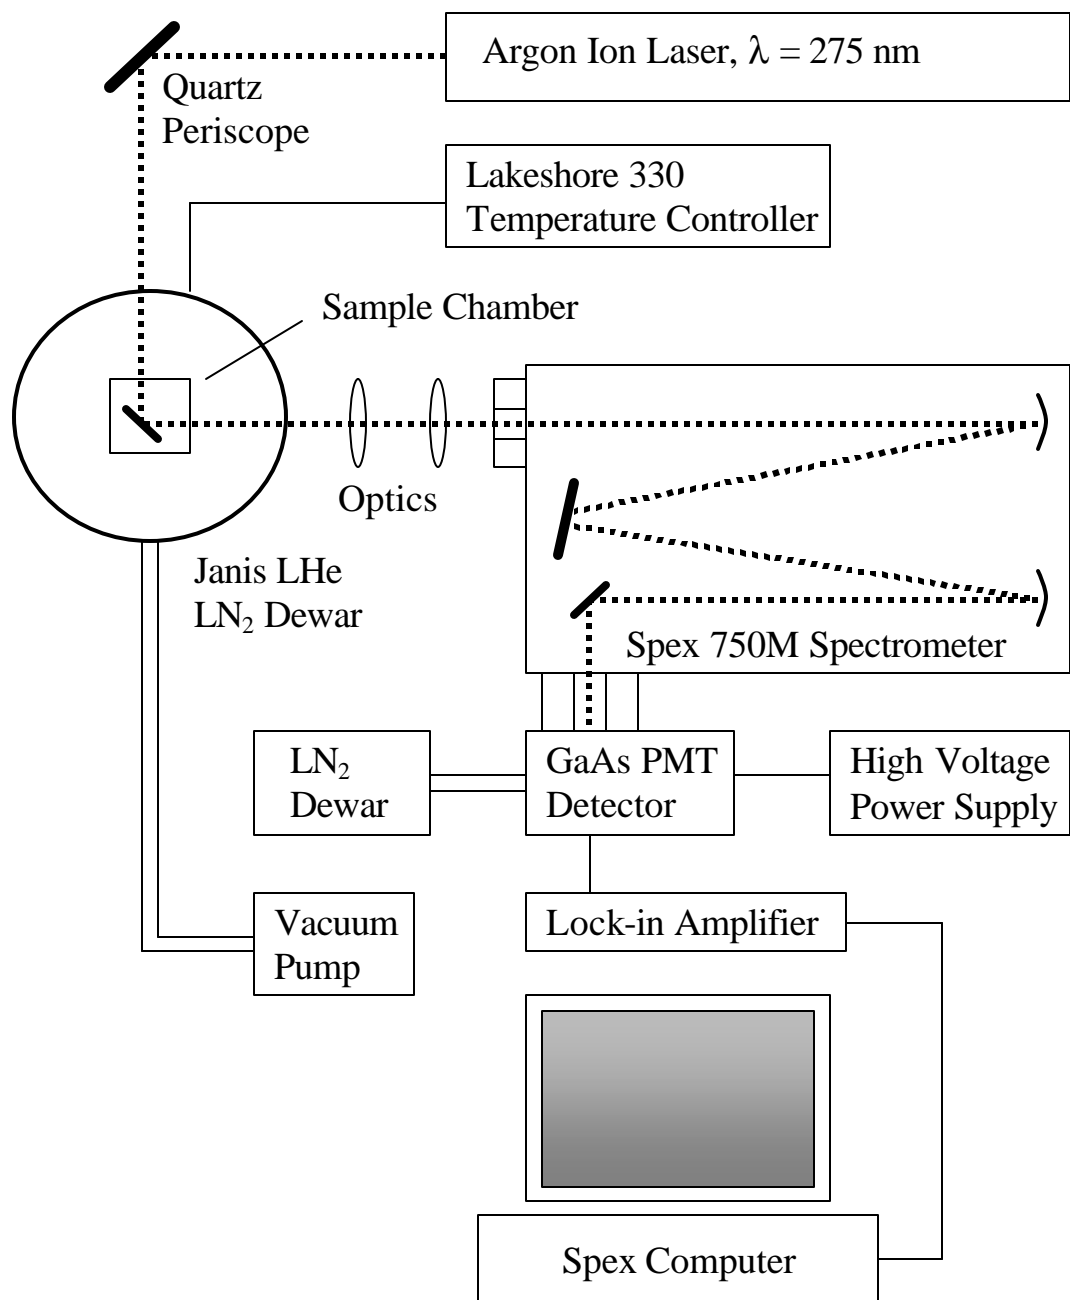 Argon Ion Laser, λ = 275 nm
Quartz
Periscope
Lakeshore 330
Temperature Controller
Sample Chamber
Optics
Janis LHe
LN₂ Dewar
Spex 750M Spectrometer
LN₂
Dewar
GaAs PMT
Detector
High Voltage
Power Supply
Vacuum
Pump
Lock-in Amplifier
Spex Computer